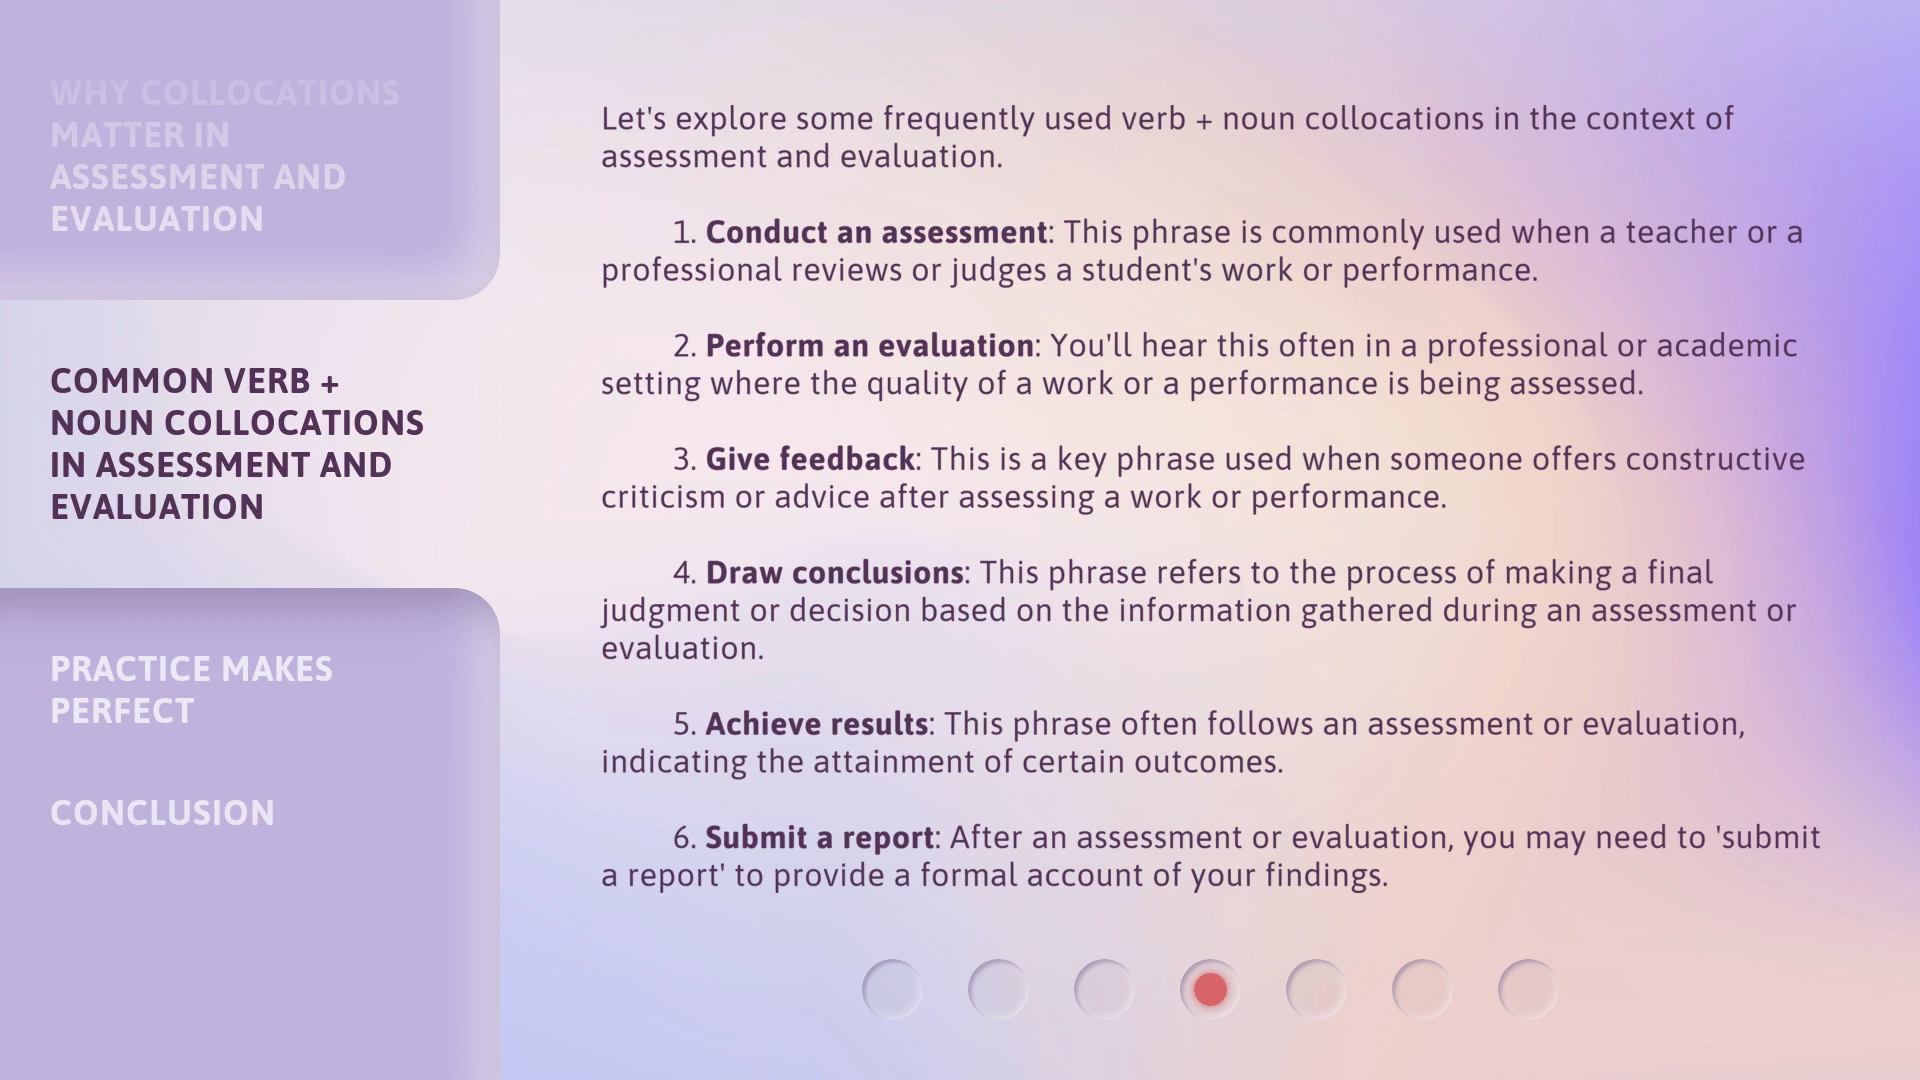 WHY COLLOCATIONS
MATTER IN
ASSESSMENT AND
EVALUATION
COMMON VERB +
NOUN COLLOCATIONS
IN ASSESSMENT AND
EVALUATION
PRACTICE MAKES
PERFECT
CONCLUSION
Let's explore some frequently used verb + noun collocations in the context of
assessment and evaluation.
1. Conduct an assessment: This phrase is commonly used when a teacher or a
professional reviews or judges a student's work or performance.
2. Perform an evaluation: You'll hear this often in a professional or academic
setting where the quality of a work or a performance is being assessed.
3. Give feedback: This is a key phrase used when someone offers constructive
criticism or advice after assessing a work or performance.
4. Draw conclusions: This phrase refers to the process of making a final
judgment or decision based on the information gathered during an assessment or
evaluation.
5. Achieve results: This phrase often follows an assessment or evaluation,
indicating the attainment of certain outcomes.
6. Submit a report: After an assessment or evaluation, you may need to 'submit
a report' to provide a formal account of your findings.